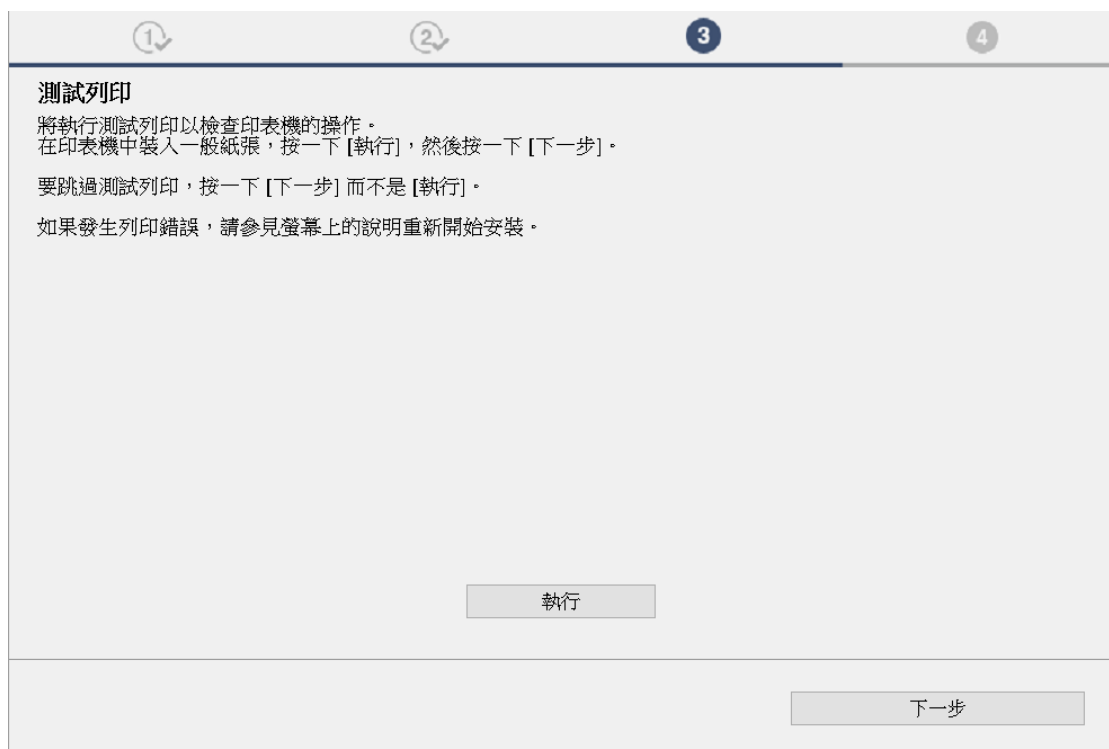 1
2
3
4
測試列印
將執行測試列印以檢查印表機的操作。
在印表機中裝入一般紙張，按一下 [執行]，然後按一下 [下一步]。
要跳過測試列印，按一下 [下一步] 而不是 [執行]。
如果發生列印錯誤，請參見螢幕上的說明重新開始安裝。
執行
下一步